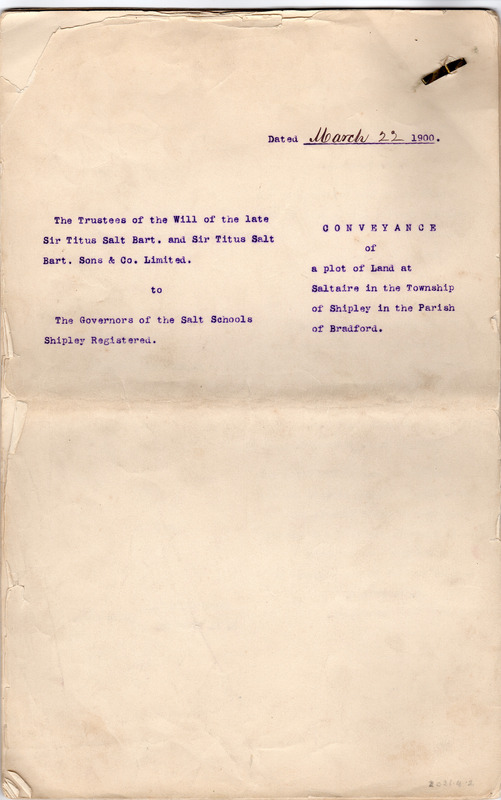 Dated March 22 1900.
The Trustees of the Will of the late
Sir Titus Salt Bart. and Sir Titus Salt
Bart. Sons & Co. Limited.
to
The Governors of the Salt Schools
Shipley Registered.
CONVEYANCE
of
a plot of Land at
Saltaire in the Township
of Shipley in the Parish
of Bradford.